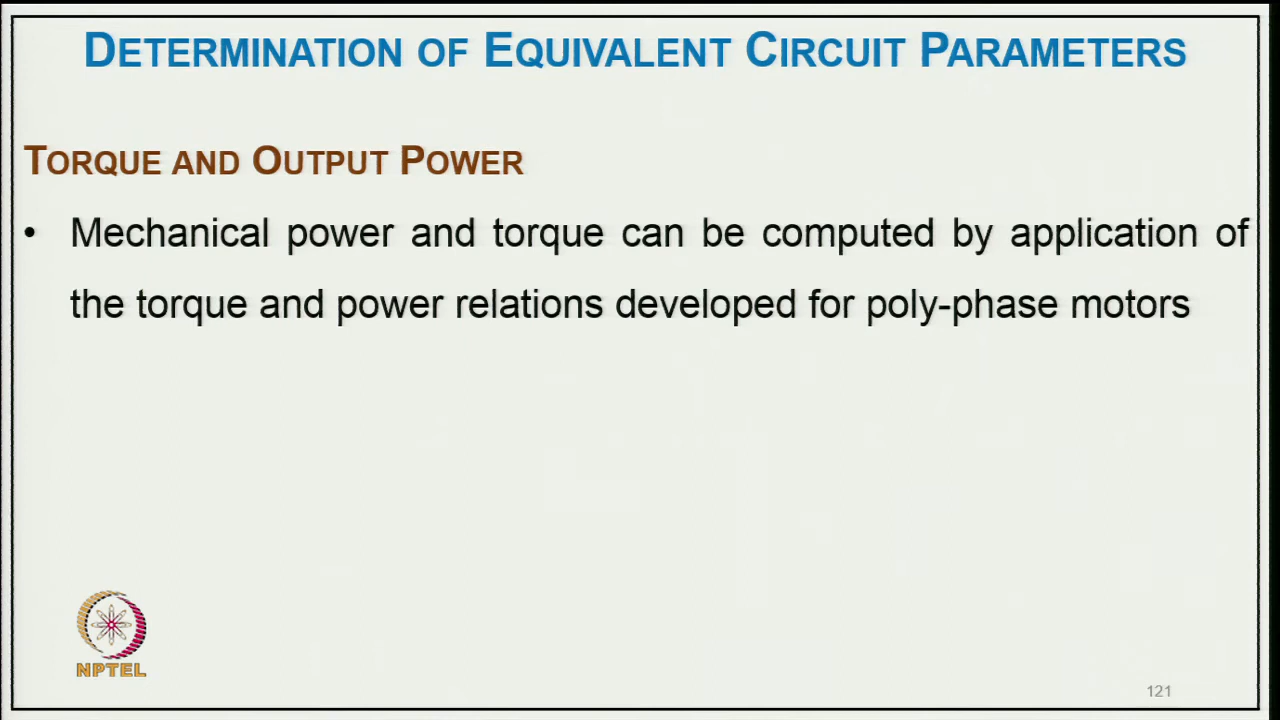 DETERMINATION OF EQUIVALENT CIRCUIT PARAMETERS
TORQUE AND OUTPUT POWER
• Mechanical power and torque can be computed by application of
the torque and power relations developed for poly-phase motors
NPTEL
121